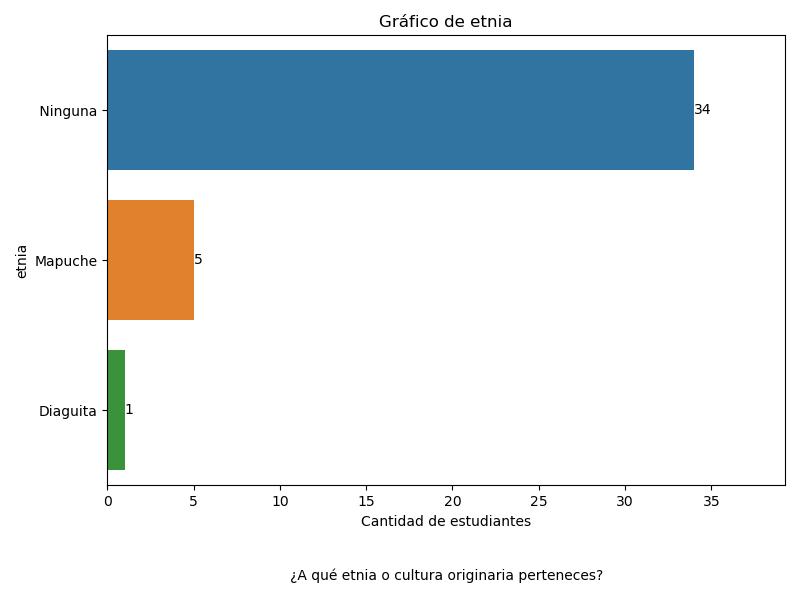 Gráfico de etnia
etnia
Ninguna
34
Mapuche
5
Diaguita
1
0 5 10 15 20 25 30 35
Cantidad de estudiantes
¿A qué etnia o cultura originaria perteneces?